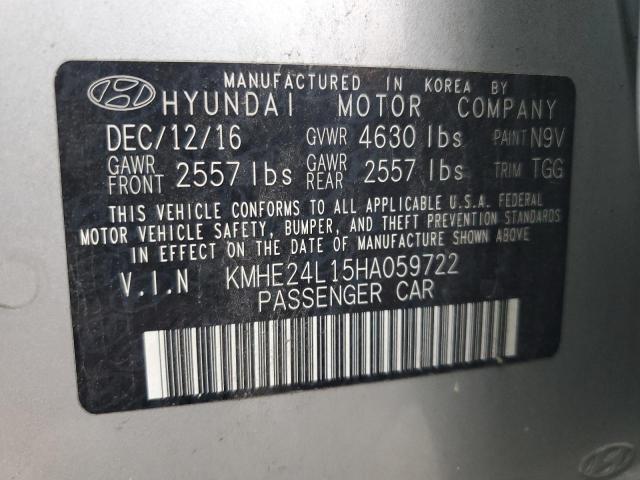 MANUFACTURED IN KOREA BY
HYUNDAI MOTOR COMPANY
DEC/12/16 GVWR 4630 lbs PAINT N9V
GAWR FRONT 2557 lbs GAWR REAR 2557 lbs TRIM TGG
THIS VEHICLE CONFORMS TO ALL APPLICABLE U.S.A. FEDERAL
MOTOR VEHICLE SAFETY, BUMPER, AND THEFT PREVENTION STANDARDS
IN EFFECT ON THE DATE OF MANUFACTURE SHOWN ABOVE.
V.I.N KMHE24L15HA059722
PASSENGER CAR